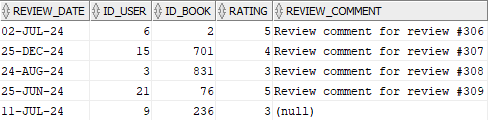 REVIEW_DATE ID_USER ID_BOOK RATING REVIEW_COMMENT
02-JUL-24 6 2 5 Review comment for review #306
25-DEC-24 15 701 4 Review comment for review #307
24-AUG-24 3 831 3 Review comment for review #308
25-JUN-24 21 76 5 Review comment for review #309
11-JUL-24 9 236 3 (null)